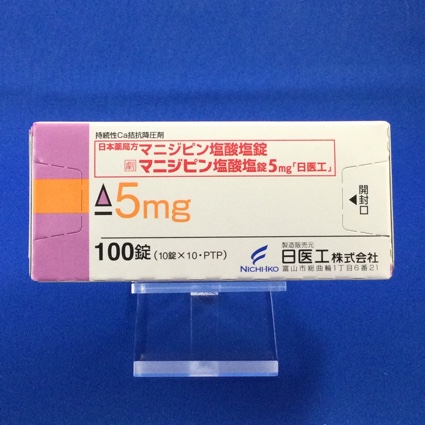 持続性Ca拮抗降圧剤
日本薬局方 マニジピン塩酸塩錠
劇 マニジピン塩酸塩錠5mg「日医工」
5mg
開封口
100錠(10錠×10・PTP)
NICHI-IKO
製造販売元
日医工株式会社
富山市総曲輪1丁目6番21